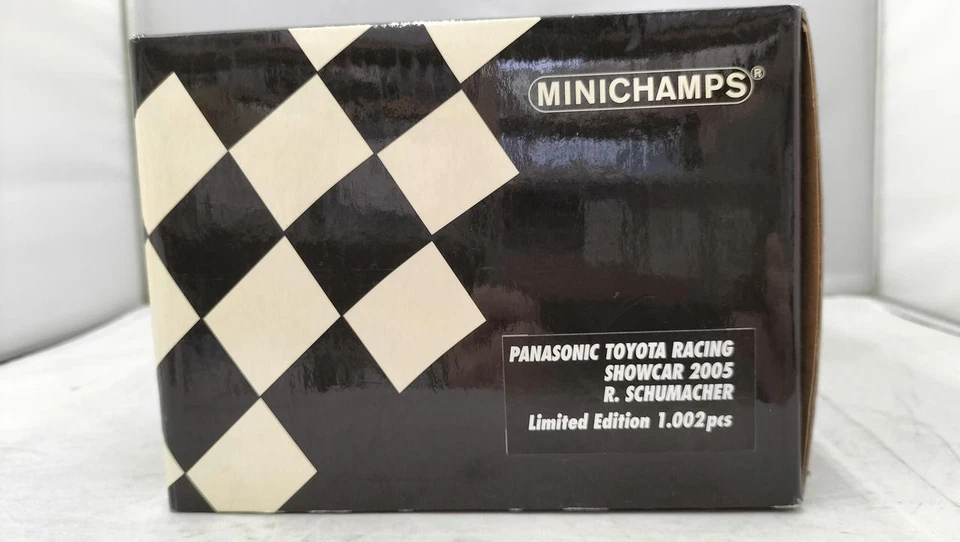 MINICHAMPS®
PANASONIC TOYOTA RACING
SHOWCAR 2005
R. SCHUMACHER
Limited Edition 1.002pcs